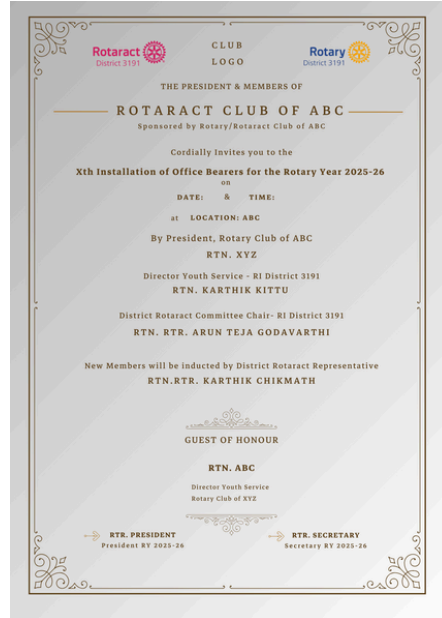 Rotaract
District 3191
CLUB
LOGO
Rotary
District 3191
THE PRESIDENT & MEMBERS OF
ROTARACT CLUB OF ABC
Sponsored by Rotary/Rotaract Club of ABC
Cordially Invites you to the
Xth Installation of Office Bearers for the Rotary Year 2025-26
on
DATE: & TIME:
at LOCATION: ABC
By President, Rotary Club of ABC
RTN. XYZ
Director Youth Service - RI District 3191
RTN. KARTHIK KITTU
District Rotaract Committee Chair- RI District 3191
RTN. RTR. ARUN TEJA GODAVARTHI
New Members will be inducted by District Rotaract Representative
RTN.RTR. KARTHIK CHIKMATH
GUEST OF HONOUR
RTN. ABC
Director Youth Service
Rotary Club of XYZ
RTR. PRESIDENT
President RY 2025-26
RTR. SECRETARY
Secretary RY 2025-26